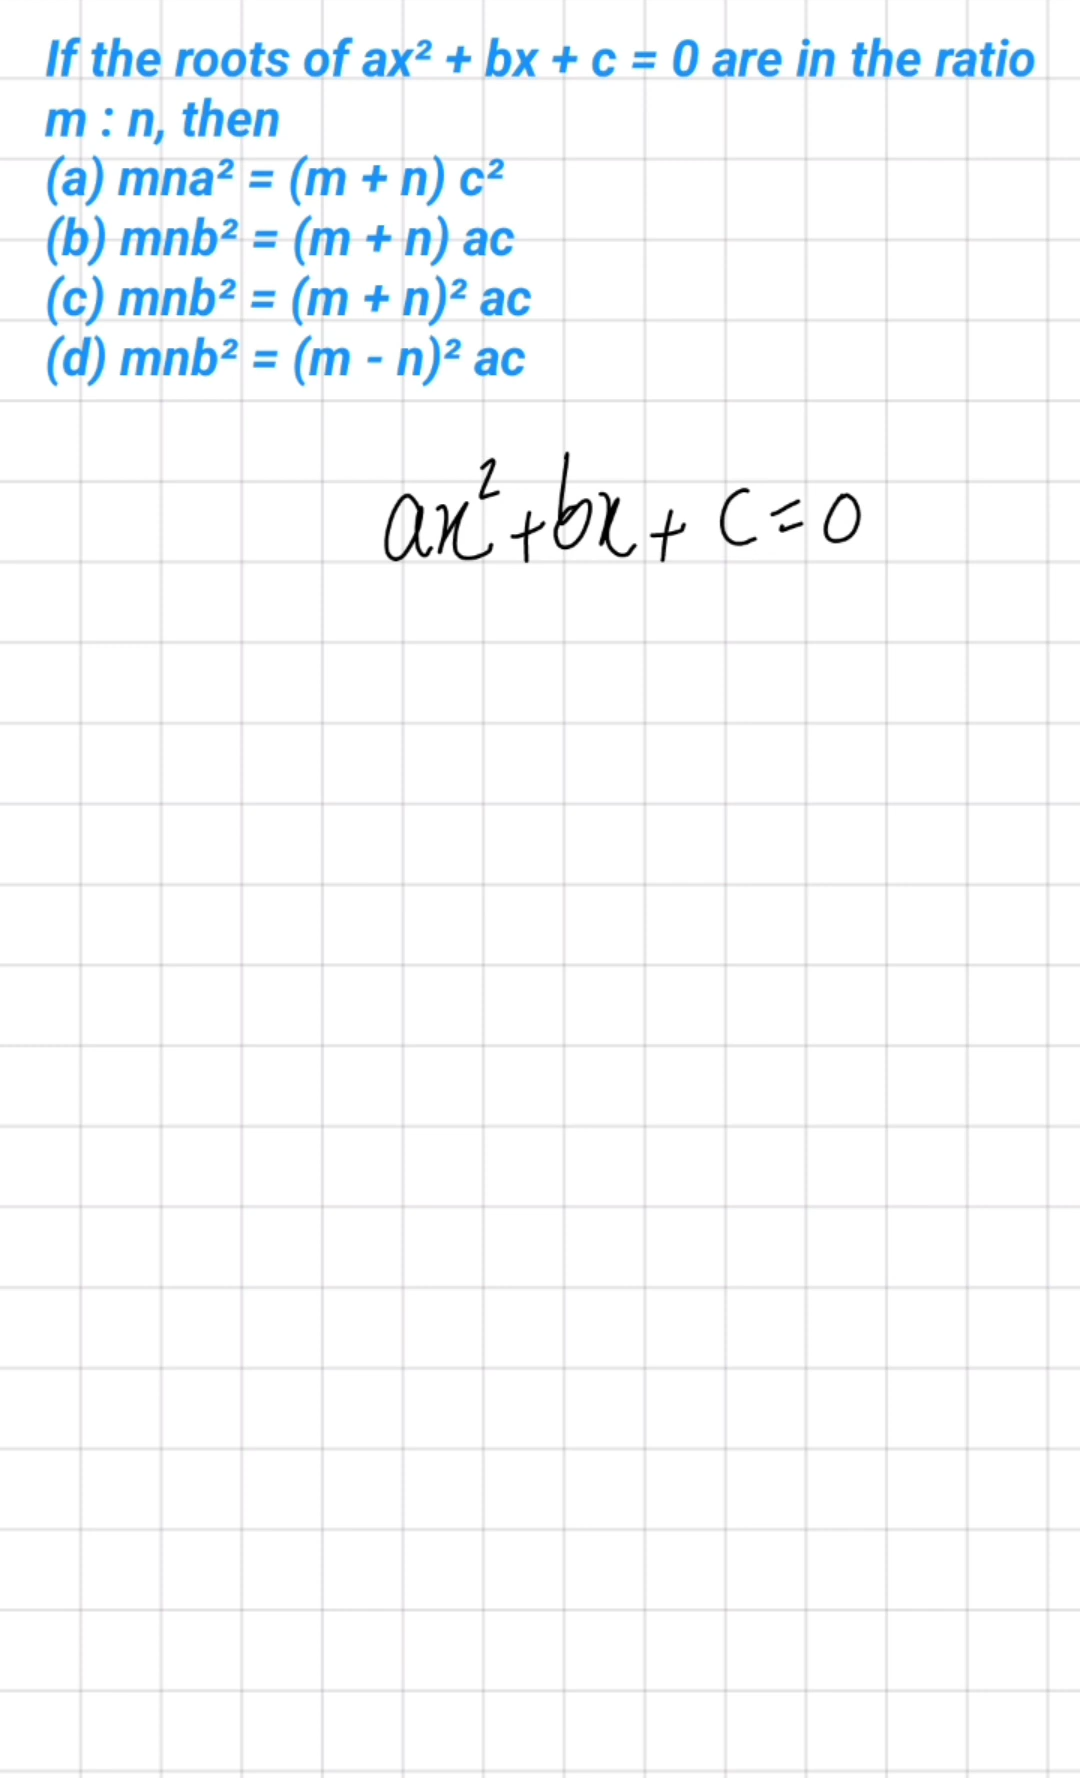 If the roots of ax² + bx + c = 0 are in the ratio
m : n, then
(a) mna² = (m + n) c²
(b) mnb² = (m + n) ac
(c) mnb² = (m + n)² ac
(d) mnb² = (m - n)² ac
ax² + bx + c = 0